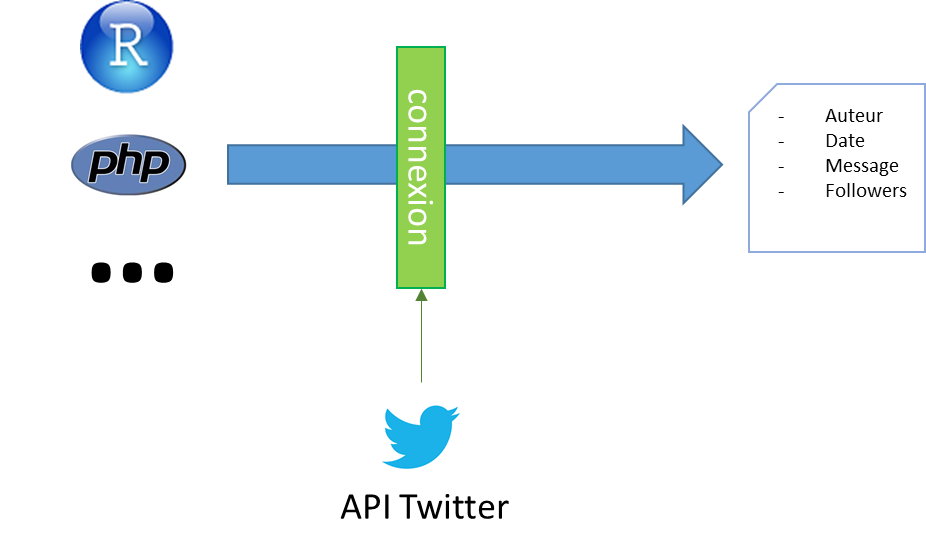 R
php
...
connexion
- Auteur
- Date
- Message
- Followers
API Twitter